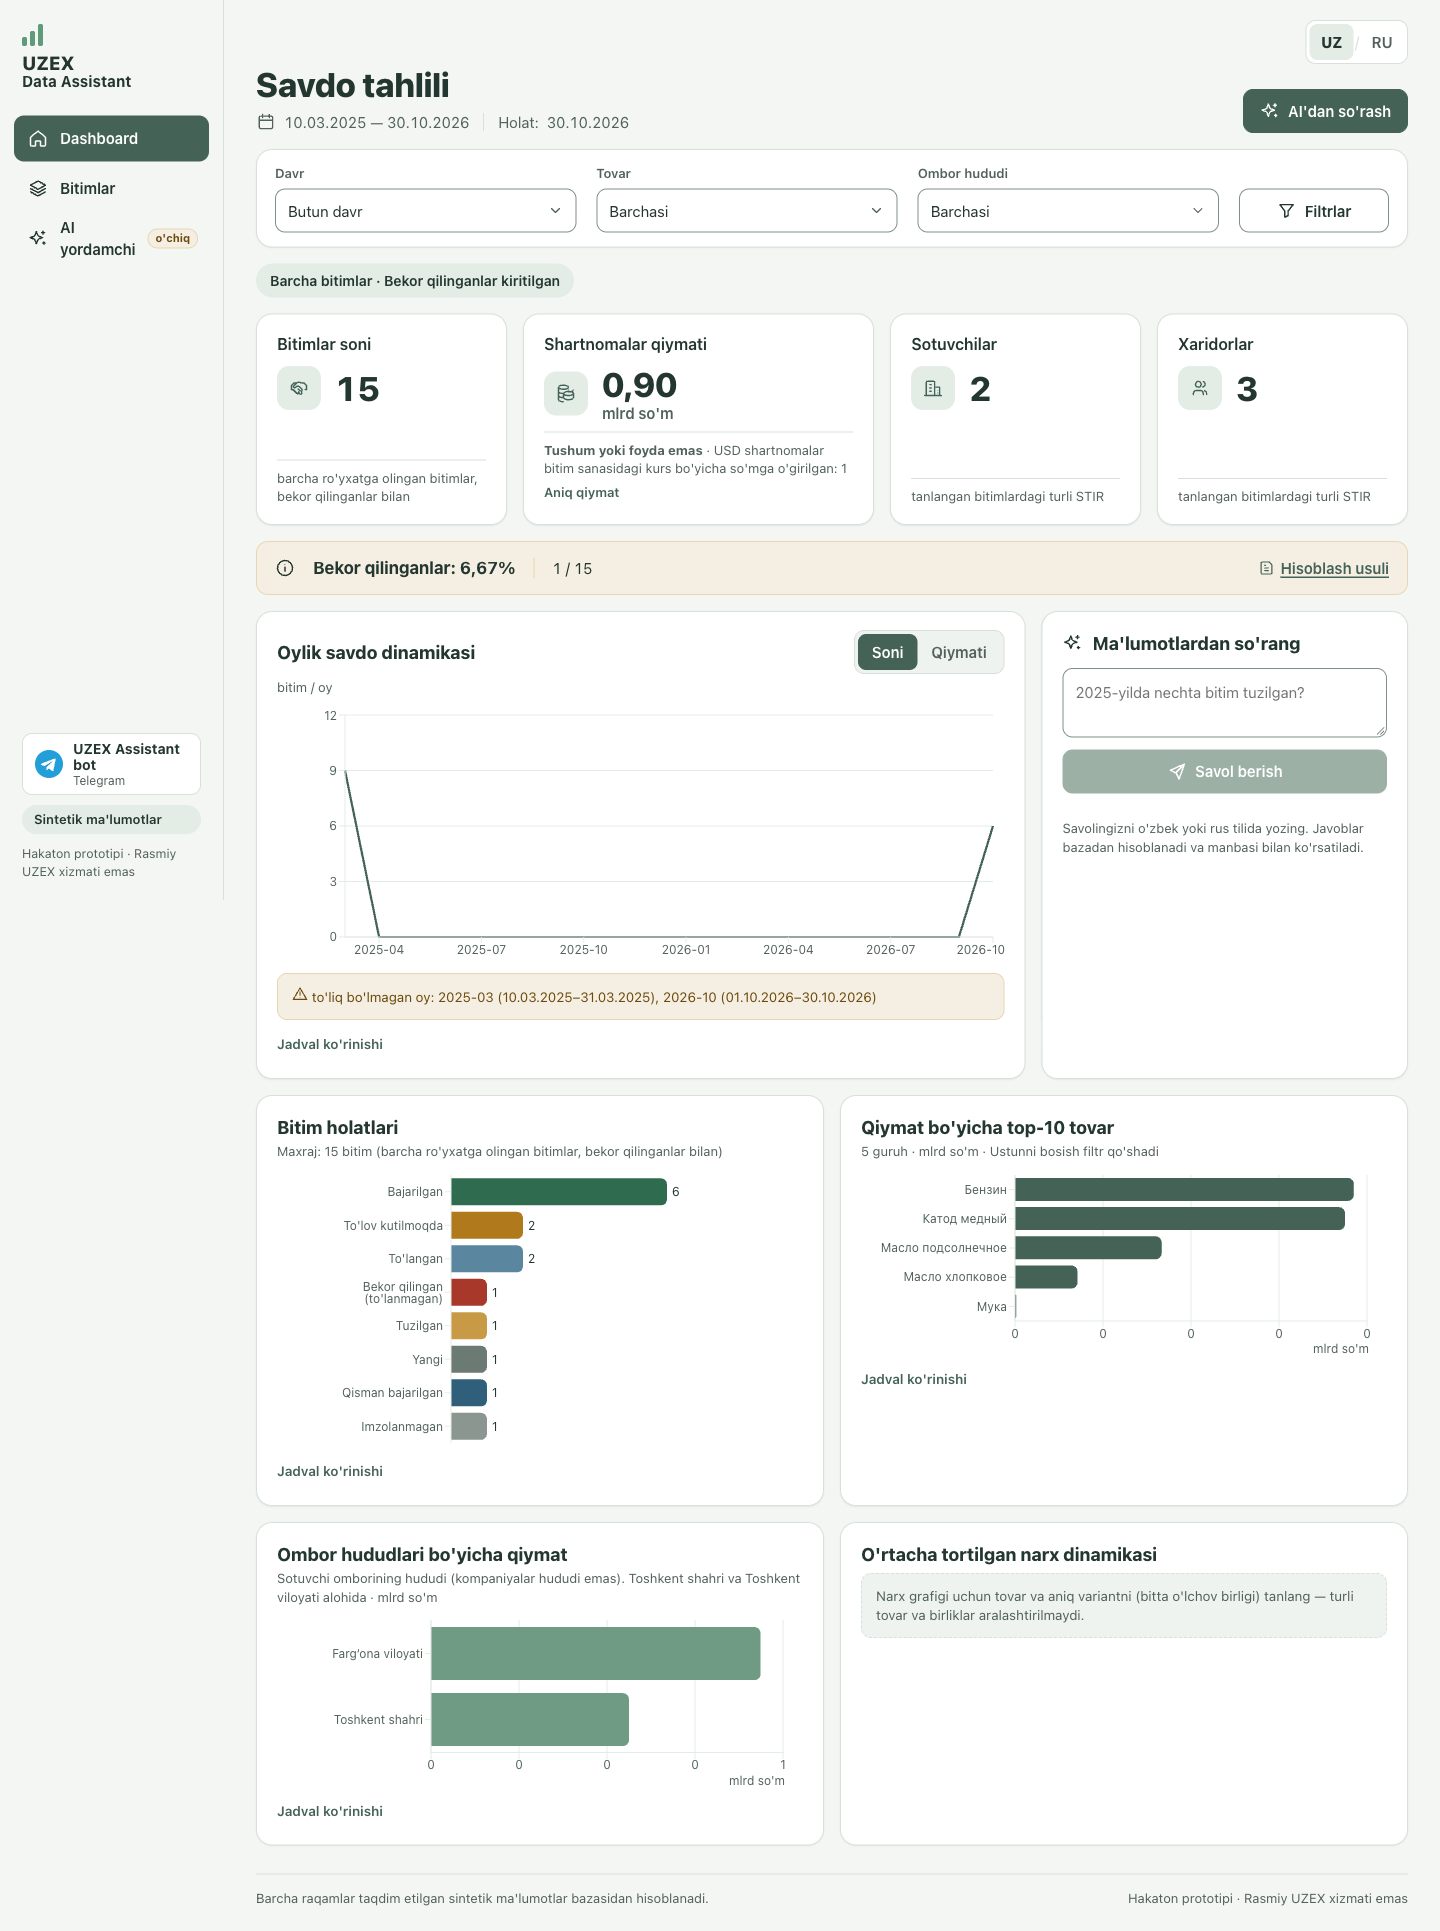 UZEX
Data Assistant
Dashboard
Bitimlar
AI
yordamchi
o'chiq
UZEX Assistant
bot
Telegram
Sintetik ma'lumotlar
Hakaton prototipi · Rasmiy
UZEX xizmati emas
UZ / RU
Savdo tahlili
10.03.2025 — 30.10.2026
Holat: 30.10.2026
AI'dan so'rash
Davr
Butun davr
Tovar
Barchasi
Ombor hududi
Barchasi
Filtrlar
Barcha bitimlar · Bekor qilinganlar kiritilgan
Bitimlar soni
15
barcha ro'yxatga olingan bitimlar,
bekor qilinganlar bilan
Shartnomalar qiymati
0,90
mlrd so'm
Tushum yoki foyda emas · USD shartnomalar
bitim sanasidagi kurs bo'yicha so'mga o'girilgan: 1
Aniq qiymat
Sotuvchilar
2
tanlangan bitimlardagi turli STIR
Xaridorlar
3
tanlangan bitimlardagi turli STIR
Bekor qilinganlar: 6,67%
1 / 15
Hisoblash usuli
Oylik savdo dinamikasi
Soni
Qiymati
bitim / oy
12
9
6
3
0
2025-04
2025-07
2025-10
2026-01
2026-04
2026-07
2026-10
to'liq bo'lmagan oy: 2025-03 (10.03.2025–31.03.2025), 2026-10 (01.10.2026–30.10.2026)
Jadval ko'rinishi
Ma'lumotlardan so'rang
2025-yilda nechta bitim tuzilgan?
Savol berish
Savolingizni o'zbek yoki rus tilida yozing. Javoblar
bazadan hisoblanadi va manbasi bilan ko'rsatiladi.
Bitim holatlari
Maxraj: 15 bitim (barcha ro'yxatga olingan bitimlar, bekor qilinganlar bilan)
Bajarilgan
6
To'lov kutilmoqda
2
To'langan
2
Bekor qilingan
(to'lanmagan)
1
Tuzilgan
1
Yangi
1
Qisman bajarilgan
1
Imzolanmagan
1
Jadval ko'rinishi
Qiymat bo'yicha top-10 tovar
5 guruh · mlrd so'm · Ustunni bosish filtr qo'shadi
Бензин
Катод медный
Масло подсолнечное
Масло хлопковое
Мука
0
0
0
0
0
mlrd so'm
Jadval ko'rinishi
Ombor hududlari bo'yicha qiymat
Sotuvchi omborining hududi (kompaniyalar hududi emas). Toshkent shahri va Toshkent
viloyati alohida · mlrd so'm
Farg‘ona viloyati
Toshkent shahri
0
0
0
0
1
mlrd so'm
Jadval ko'rinishi
O'rtacha tortilgan narx dinamikasi
Narx grafigi uchun tovar va aniq variantni (bitta o'lchov birligi) tanlang — turli
tovar va birliklar aralashtirilmaydi.
Barcha raqamlar taqdim etilgan sintetik ma'lumotlar bazasidan hisoblanadi.
Hakaton prototipi · Rasmiy UZEX xizmati emas